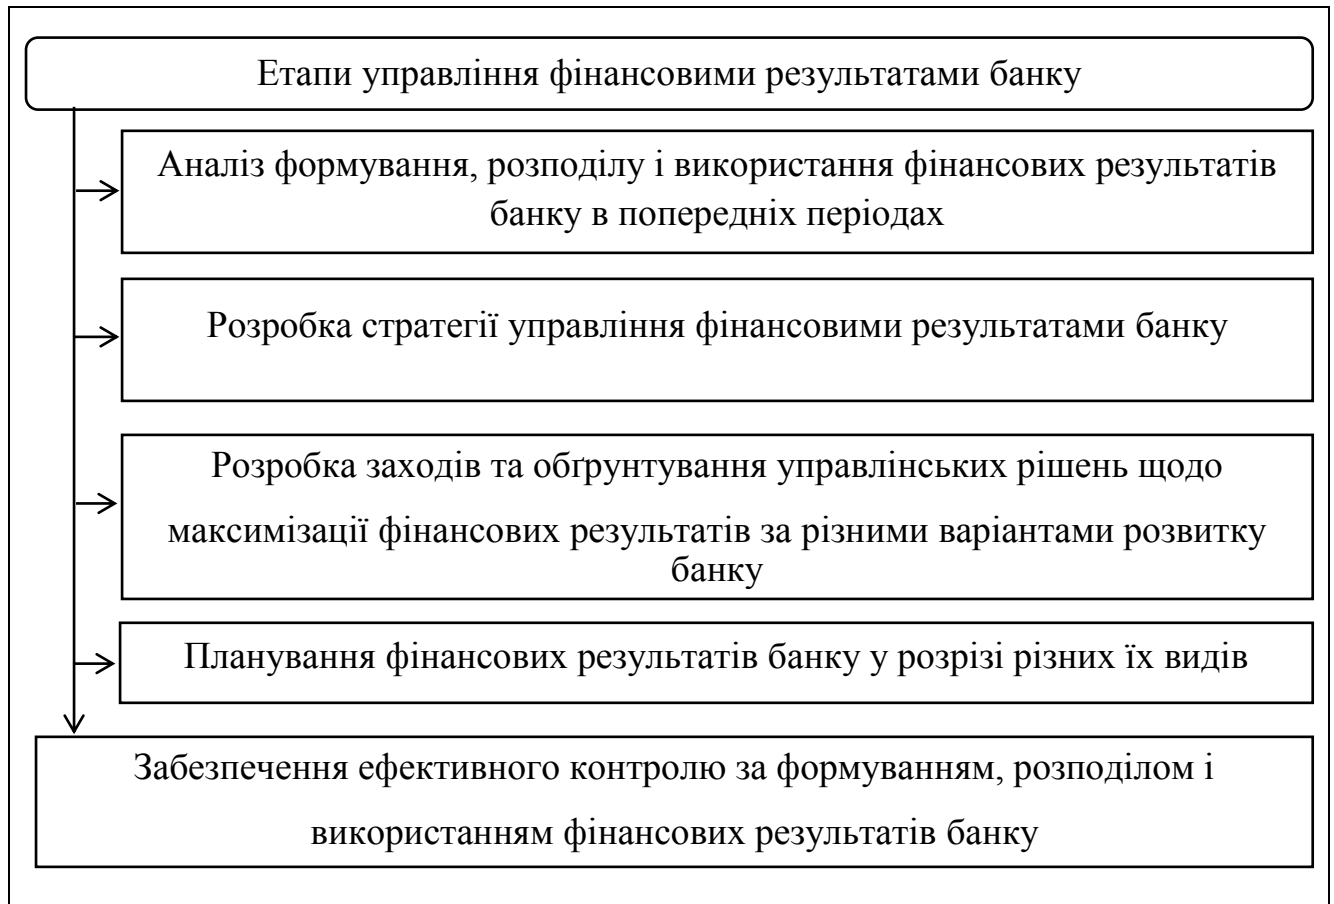 Етапи управління фінансовими результатами банку
Аналіз формування, розподілу і використання фінансових результатів
банку в попередніх періодах
Розробка стратегії управління фінансовими результатами банку
Розробка заходів та обґрунтування управлінських рішень щодо
максимізації фінансових результатів за різними варіантами розвитку
банку
Планування фінансових результатів банку у розрізі різних їх видів
Забезпечення ефективного контролю за формуванням, розподілом і
використанням фінансових результатів банку